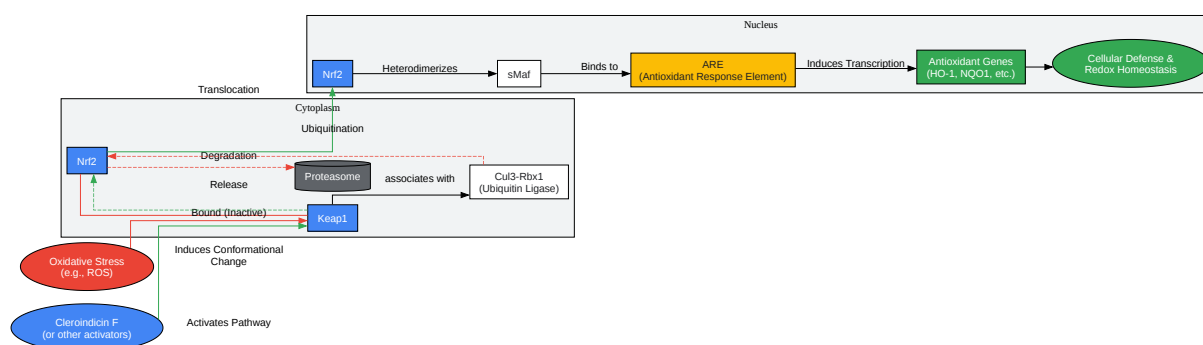 Nucleus
Nrf2
Heterodimerizes
sMaf
Binds to
ARE
(Antioxidant Response Element)
Induces Transcription
Antioxidant Genes
(HO-1, NQO1, etc.)
Cellular Defense &
Redox Homeostasis
Translocation
Cytoplasm
Ubiquitination
Nrf2
Degradation
Proteasome
associates with
Cul3-Rbx1
(Ubiquitin Ligase)
Release
Bound (Inactive)
Keap1
Oxidative Stress
(e.g., ROS)
Induces Conformational
Change
Cleroindicin F
(or other activators)
Activates Pathway